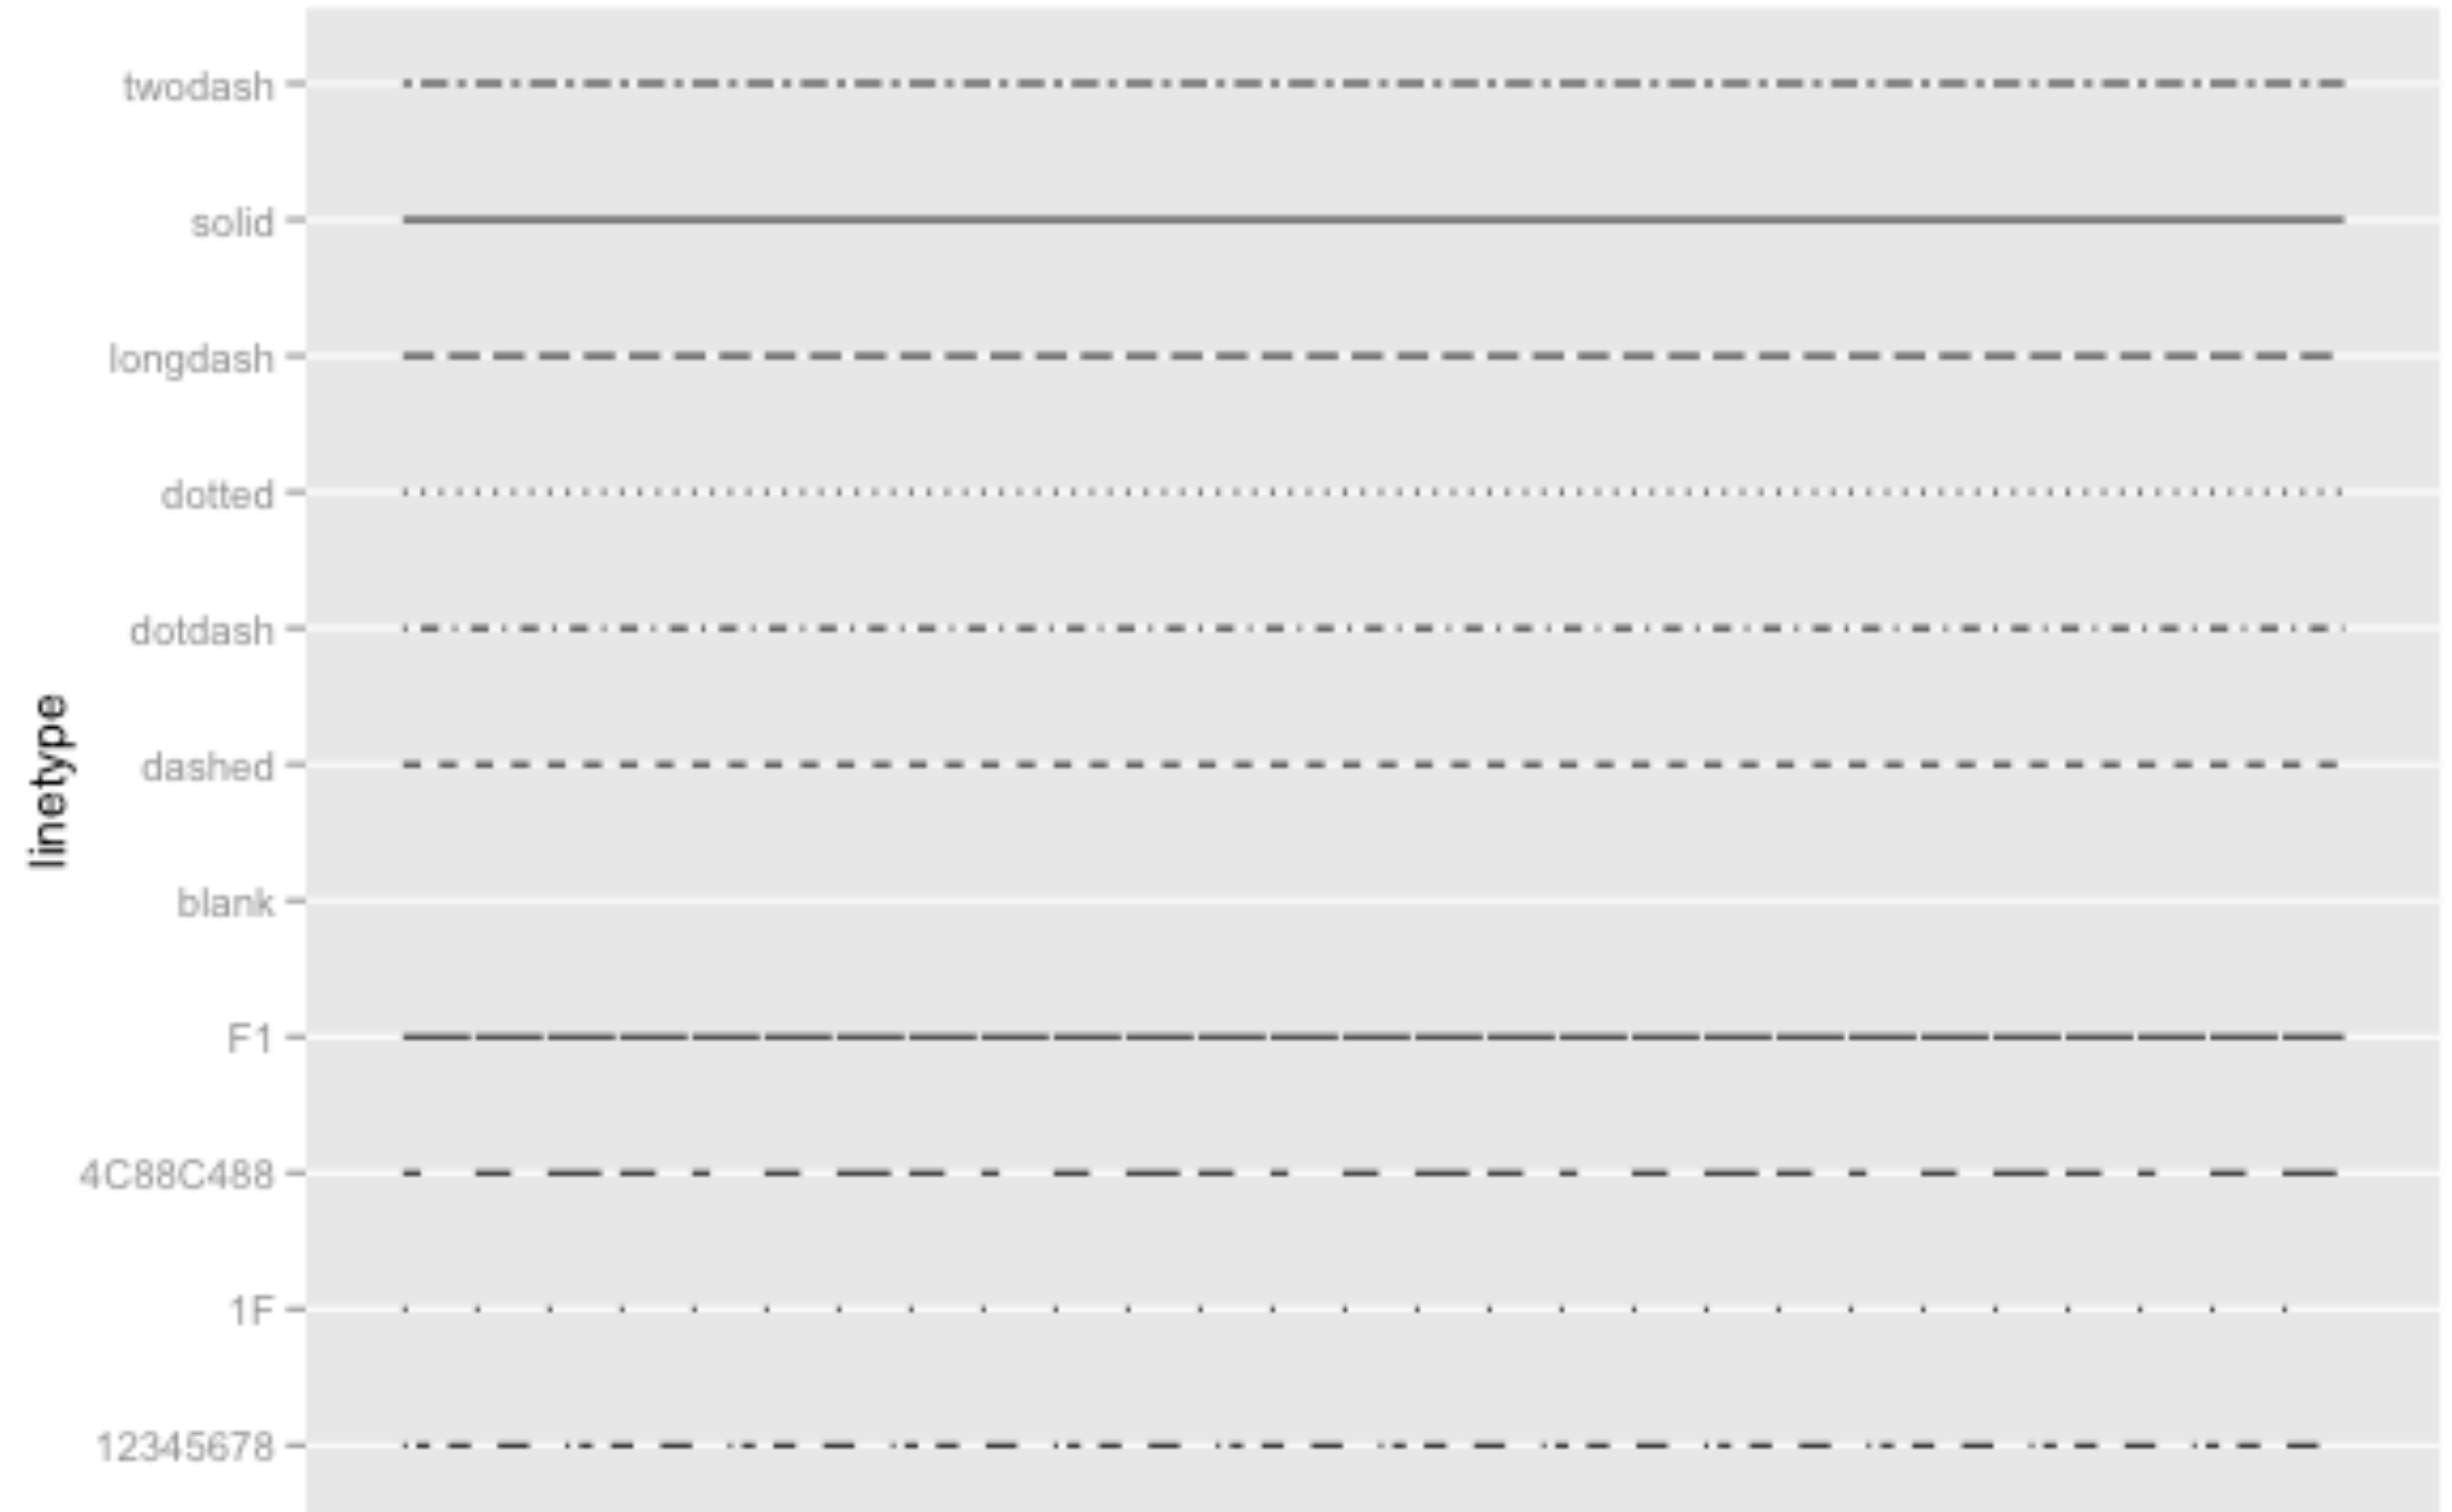 twodash
solid
longdash
dotted
dotdash
linetype
dashed
blank
F1
4C88C488
1F
12345678